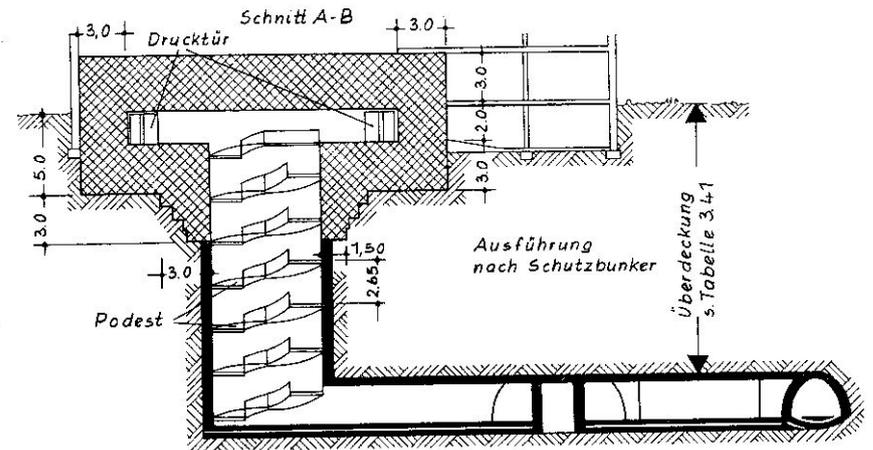 Schnitt A-B
3,0
3.0
Drucktür
3.0
2.0
5.0
3.0
3.0
3.0
1,50
2.65
Ausführung
nach Schutzbunker
Überdeckung
s. Tabelle 3.41
Podest